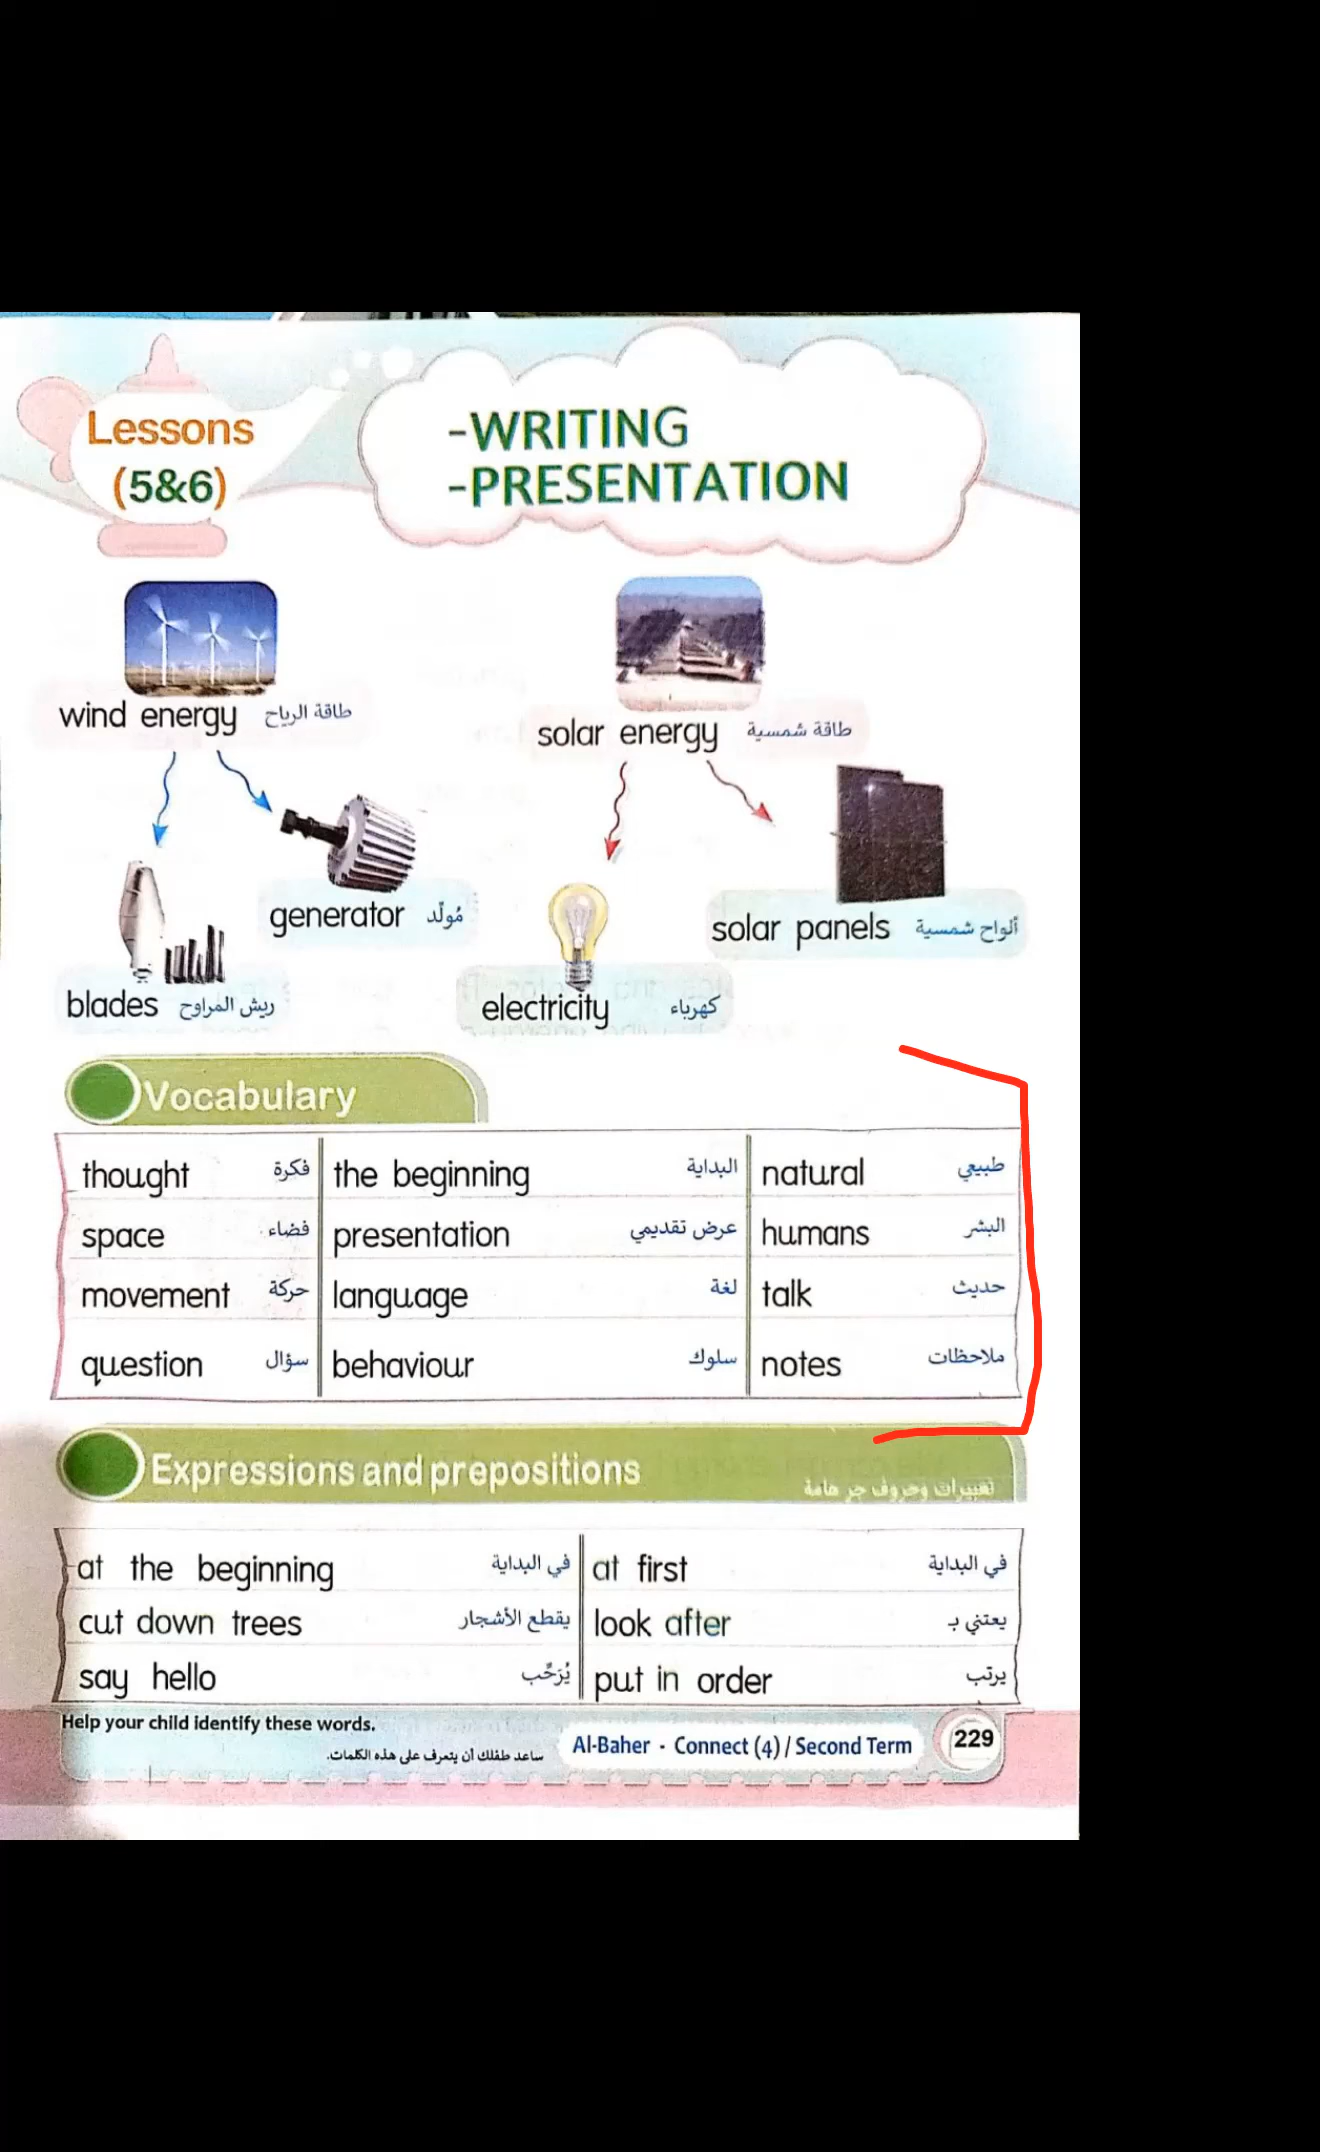 Lessons
(5&6)
-WRITING
-PRESENTATION
wind energy طاقة الرياح
solar energy طاقة شمسية
generator مُولّد
solar panels ألواح شمسية
blades ريش المراوح
electricity كهرباء
Vocabulary
thought فكرة the beginning البداية natural طبيعي
space فضاء presentation عرض تقديمي humans البشر
movement حركة language لغة talk حديث
question سؤال behaviour سلوك notes ملاحظات
Expressions and prepositions تعبيرات وحروف جر هامة
at the beginning في البداية at first في البداية
cut down trees يقطع الأشجار look after يعتني بـ
say hello يُرَحِّب put in order يرتب
Help your child identify these words.
ساعد طفلك أن يتعرف على هذه الكلمات.
Al-Baher - Connect (4) / Second Term 229